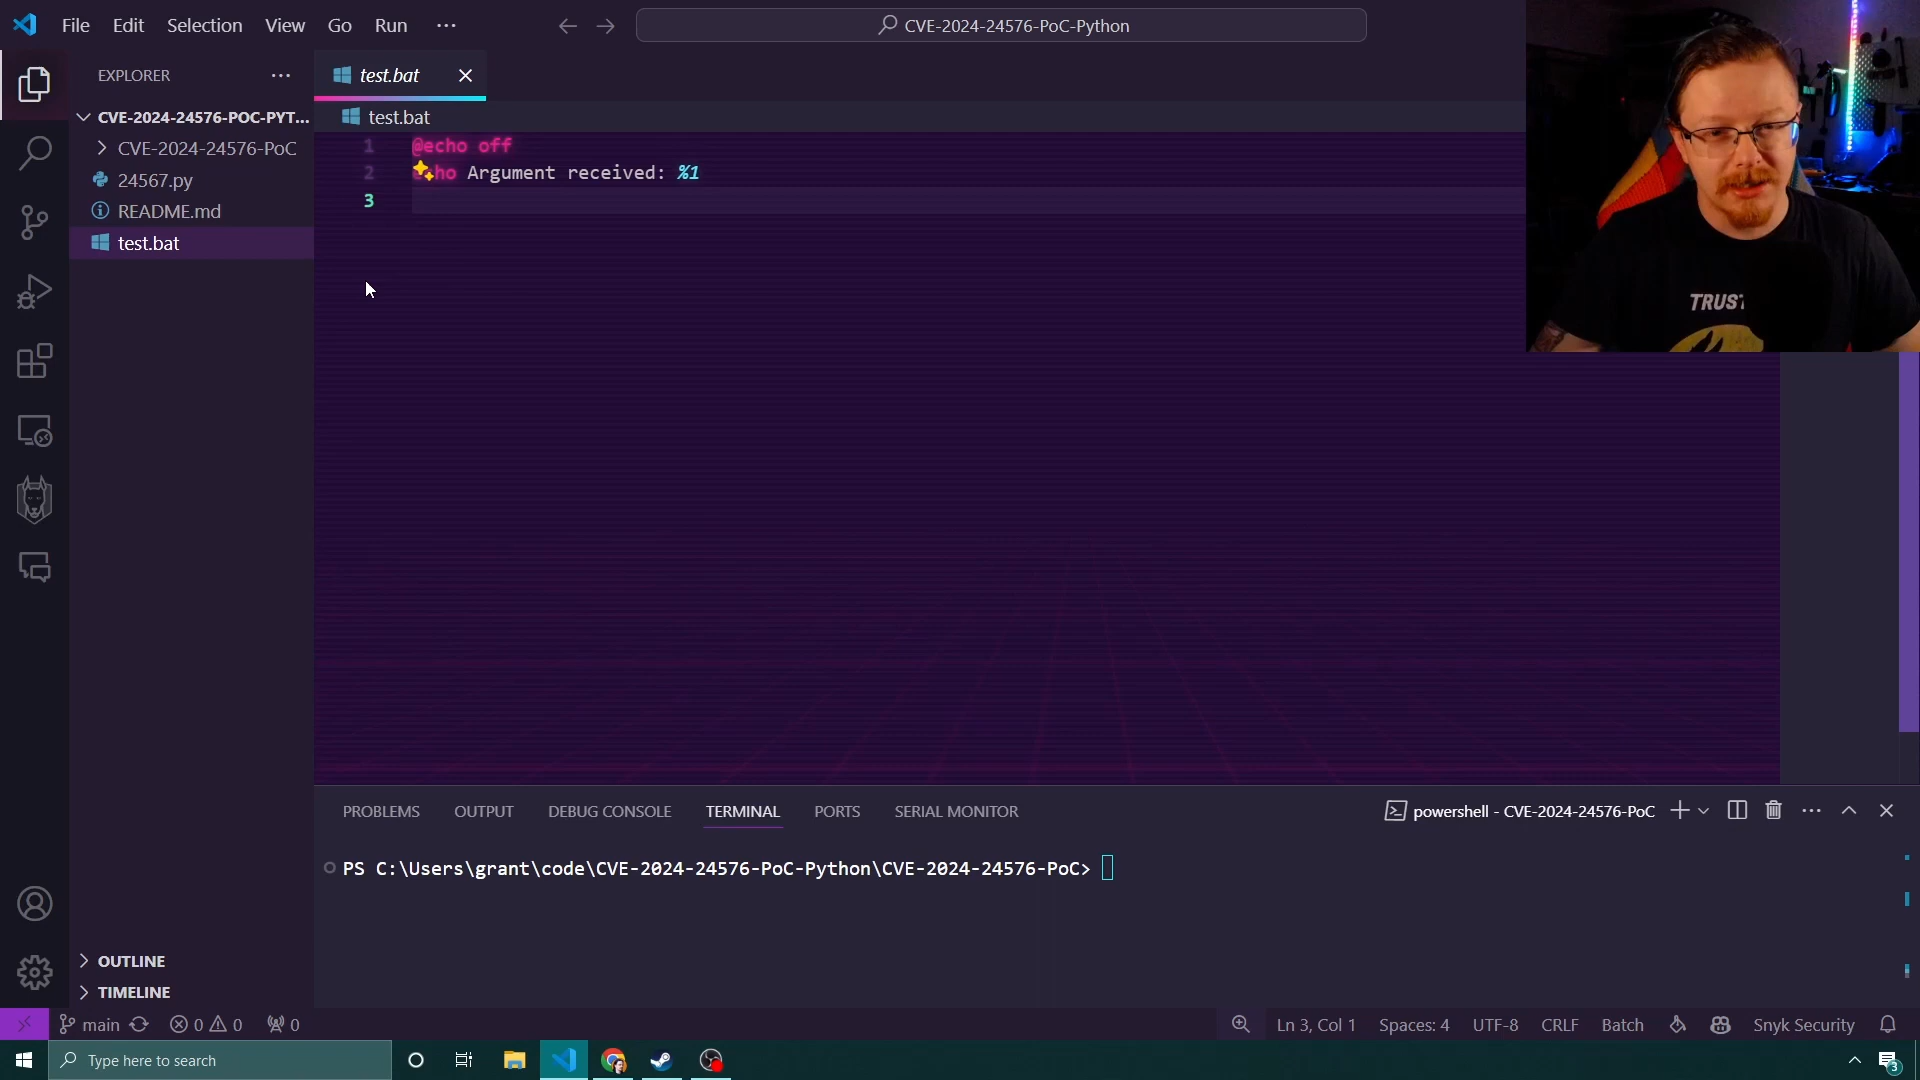 File Edit Selection View Go Run ···
CVE-2024-24576-PoC-Python
EXPLORER ···
CVE-2024-24576-POC-PYT...
CVE-2024-24576-PoC
24567.py
README.md
test.bat
OUTLINE
TIMELINE
test.bat
test.bat
1 @echo off
2 ho Argument received: %1
3
TRUST
PROBLEMS OUTPUT DEBUG CONSOLE TERMINAL PORTS SERIAL MONITOR
powershell - CVE-2024-24576-PoC
PS C:\Users\grant\code\CVE-2024-24576-PoC-Python\CVE-2024-24576-PoC>
main 0 0 0
Ln 3, Col 1 Spaces: 4 UTF-8 CRLF Batch Snyk Security
Type here to search
3